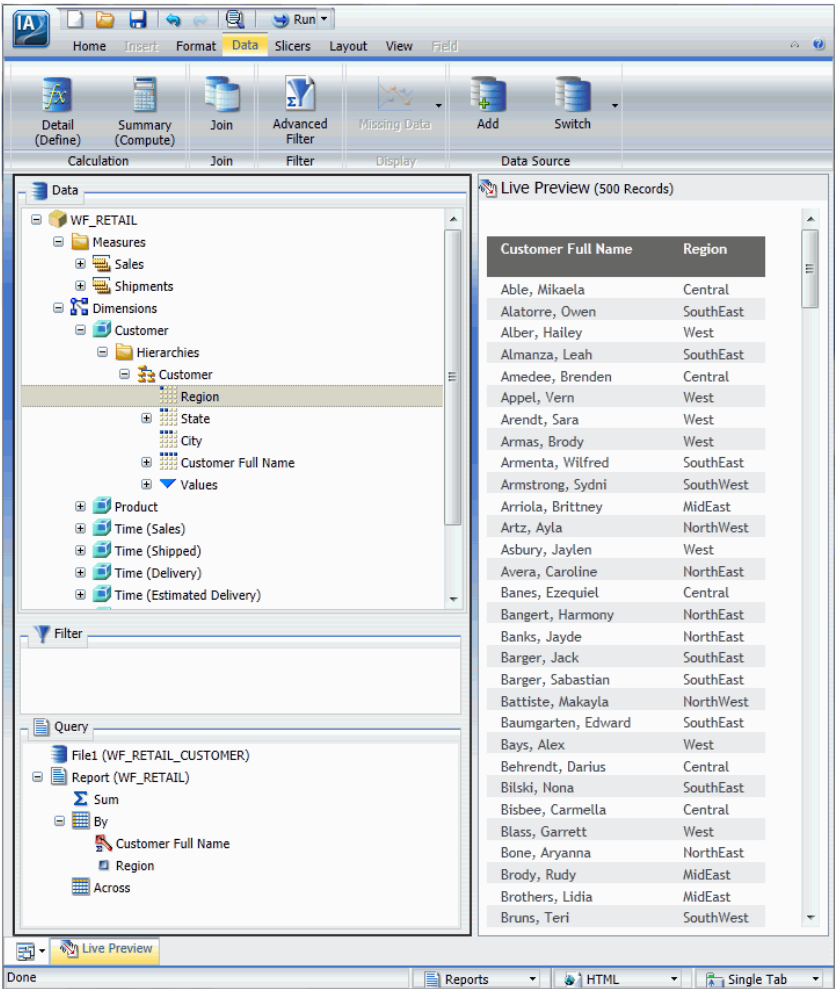 IA
Run
Home Insert Format Data Slicers Layout View Field
Detail (Define)
Summary (Compute)
Join
Advanced Filter
Missing Data
Add
Switch
Calculation
Join
Filter
Display
Data Source
Data
WF_RETAIL
Measures
Sales
Shipments
Dimensions
Customer
Hierarchies
Customer
Region
State
City
Customer Full Name
Values
Product
Time (Sales)
Time (Shipped)
Time (Delivery)
Time (Estimated Delivery)
Filter
Query
File1 (WF_RETAIL_CUSTOMER)
Report (WF_RETAIL)
Sum
By
Customer Full Name
Region
Across
Live Preview (500 Records)
Customer Full Name Region
Able, Mikaela Central
Alatorre, Owen SouthEast
Alber, Hailey West
Almanza, Leah SouthEast
Amedee, Brenden Central
Appel, Vern West
Arendt, Sara West
Armas, Brody West
Armenta, Wilfred SouthEast
Armstrong, Sydni SouthWest
Arriola, Brittney MidEast
Artz, Ayla NorthWest
Asbury, Jaylen West
Avera, Caroline NorthEast
Banes, Ezequiel Central
Bangert, Harmony NorthEast
Banks, Jayde NorthEast
Barger, Jack SouthEast
Barger, Sabastian SouthEast
Battiste, Makayla NorthWest
Baumgarten, Edward SouthEast
Bays, Alex West
Behrendt, Darius Central
Bilski, Nona SouthEast
Bisbee, Carmella Central
Blass, Garrett West
Bone, Aryanna NorthEast
Brody, Rudy MidEast
Brothers, Lidia MidEast
Bruns, Teri SouthWest
Live Preview
Done
Reports
HTML
Single Tab